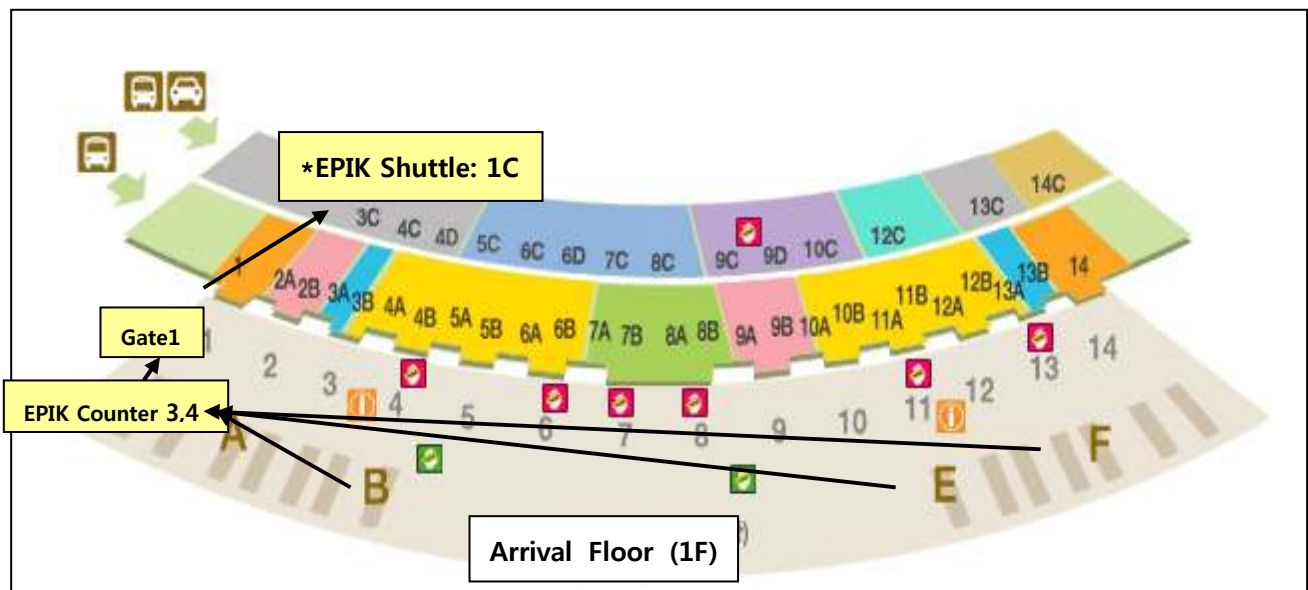 *EPIK Shuttle: 1C
3C 4C 4D 5C 6C 6D 7C 8C 9C 9D 10C 12C 13C 14C
1 2A 2B 3A 3B 4A 4B 5A 5B 6A 6B 7A 7B 8A 8B 9A 9B 10A 10B 11A 11B 12A 12B 13A 13B 14
Gate1
1 2 3 4 5 6 7 8 9 10 11 12 13 14
EPIK Counter 3,4
A B E F
Arrival Floor (1F)